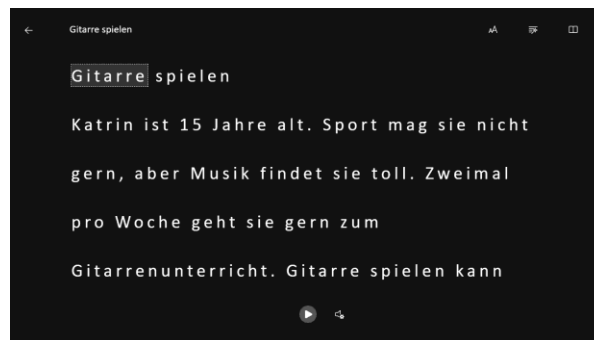 Gitarre spielen
Gitarre spielen
Katrin ist 15 Jahre alt. Sport mag sie nicht
gern, aber Musik findet sie toll. Zweimal
pro Woche geht sie gern zum
Gitarrenunterricht. Gitarre spielen kann